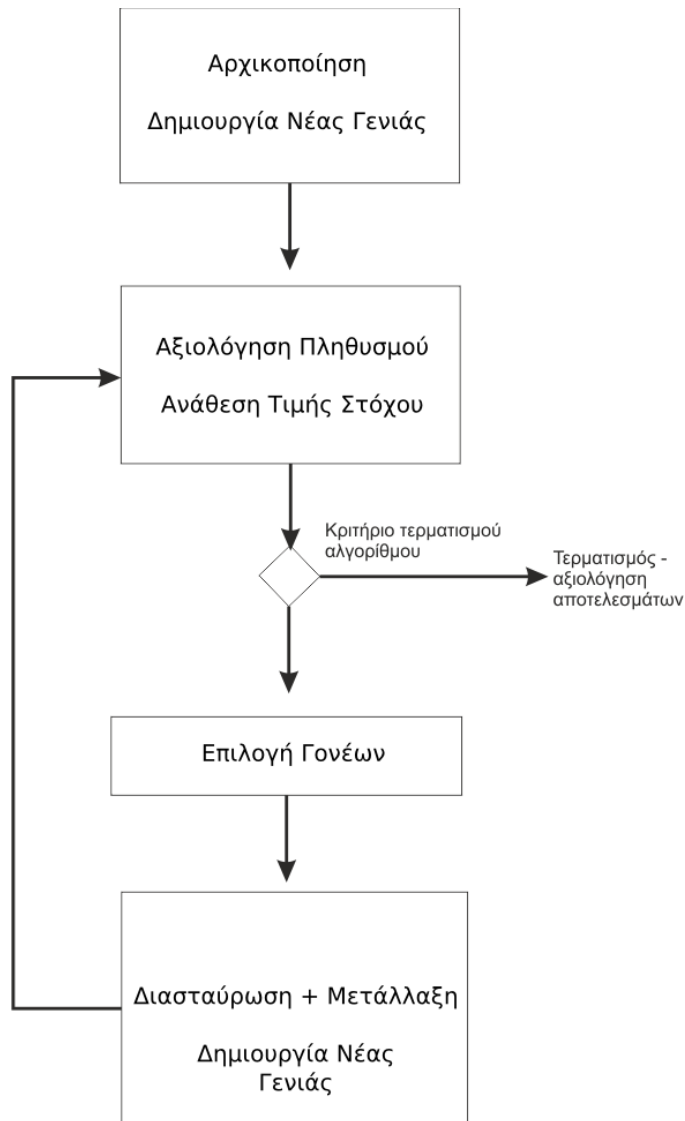 Αρχικοποίηση
Δημιουργία Νέας Γενιάς
Αξιολόγηση Πληθυσμού
Ανάθεση Τιμής Στόχου
Κριτήριο τερματισμού
αλγορίθμου
Τερματισμός -
αξιολόγηση
αποτελεσμάτων
Επιλογή Γονέων
Διασταύρωση + Μετάλλαξη
Δημιουργία Νέας
Γενιάς